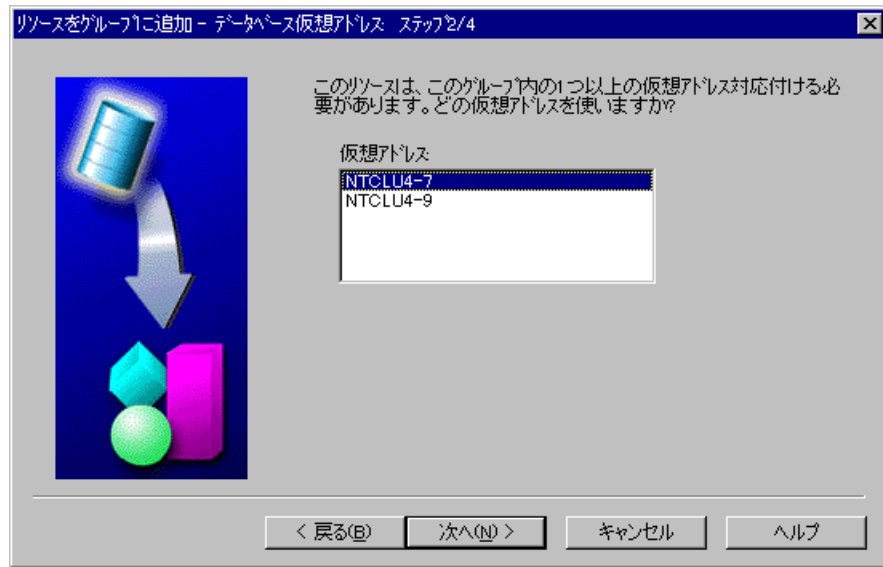 リソースをグループに追加 - データベース仮想アドレス: ステップ2/4
このリソースは、このグループ内の1つ以上の仮想アドレス対応付ける必
要があります。どの仮想アドレスを使いますか?
仮想アドレス:
NTCLU4-7
NTCLU4-9
< 戻る(B)
次へ(N) >
キャンセル
ヘルプ